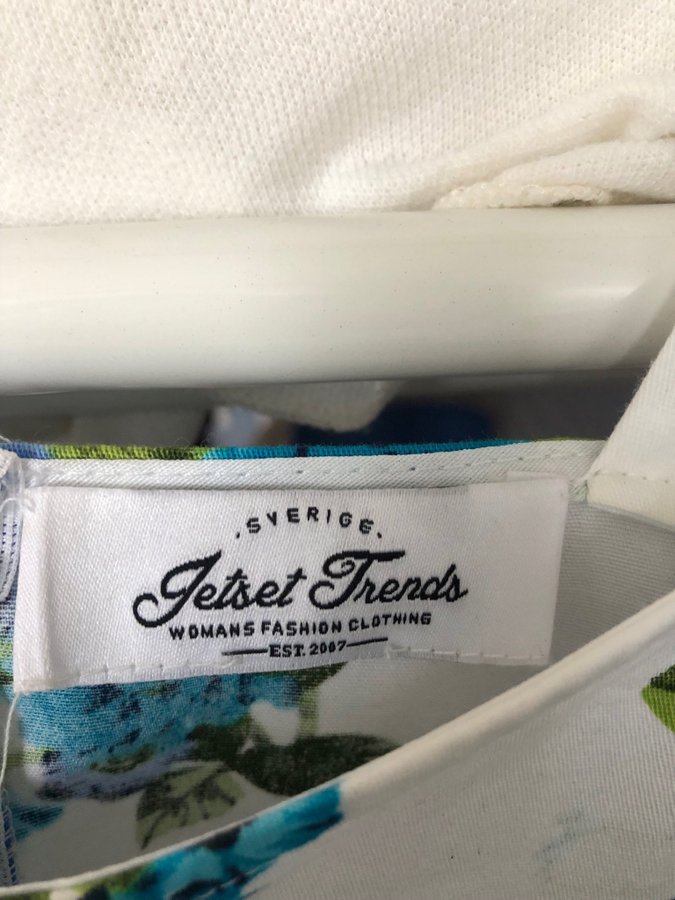 .SVERIGE.
Jetset Trends
WOMANS FASHION CLOTHING
EST. 2007